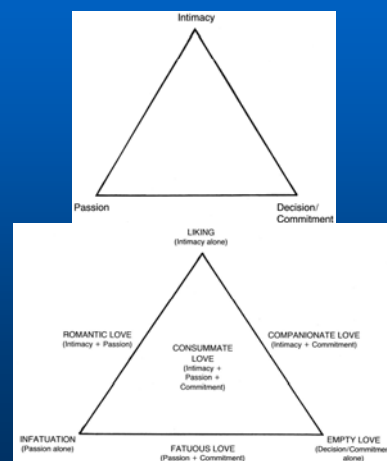 Intimacy
Passion
Decision/
Commitment
LIKING
(Intimacy alone)
ROMANTIC LOVE
(Intimacy + Passion)
COMPANIONATE LOVE
(Intimacy + Commitment)
CONSUMMATE
LOVE
(Intimacy +
Passion +
Commitment)
INFATUATION
(Passion alone)
FATUOUS LOVE
(Passion + Commitment)
EMPTY LOVE
(Decision/Commitment
alone)